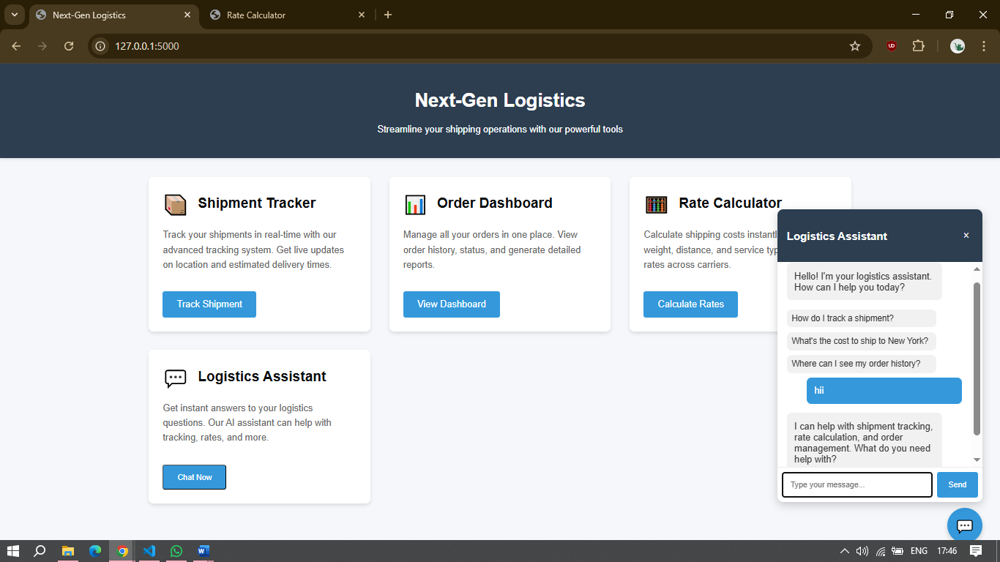 Next-Gen Logistics
Rate Calculator
127.0.0.1:5000
Next-Gen Logistics
Streamline your shipping operations with our powerful tools
Shipment Tracker
Track your shipments in real-time with our
advanced tracking system. Get live updates
on location and estimated delivery times.
Track Shipment
Order Dashboard
Manage all your orders in one place. View
order history, status, and generate detailed
reports.
View Dashboard
Rate Calculator
Calculate shipping costs
weight, distance, and service
rates across carriers.
Calculate Rates
Logistics Assistant
Get instant answers to your logistics
questions. Our AI assistant can help with
tracking, rates, and more.
Chat Now
Logistics Assistant
×
Hello! I'm your logistics assistant.
How can I help you today?
How do I track a shipment?
What's the cost to ship to New York?
Where can I see my order history?
hii
I can help with shipment tracking,
rate calculation, and order
management. What do you need
help with?
Type your message...
Send
ENG
17:46